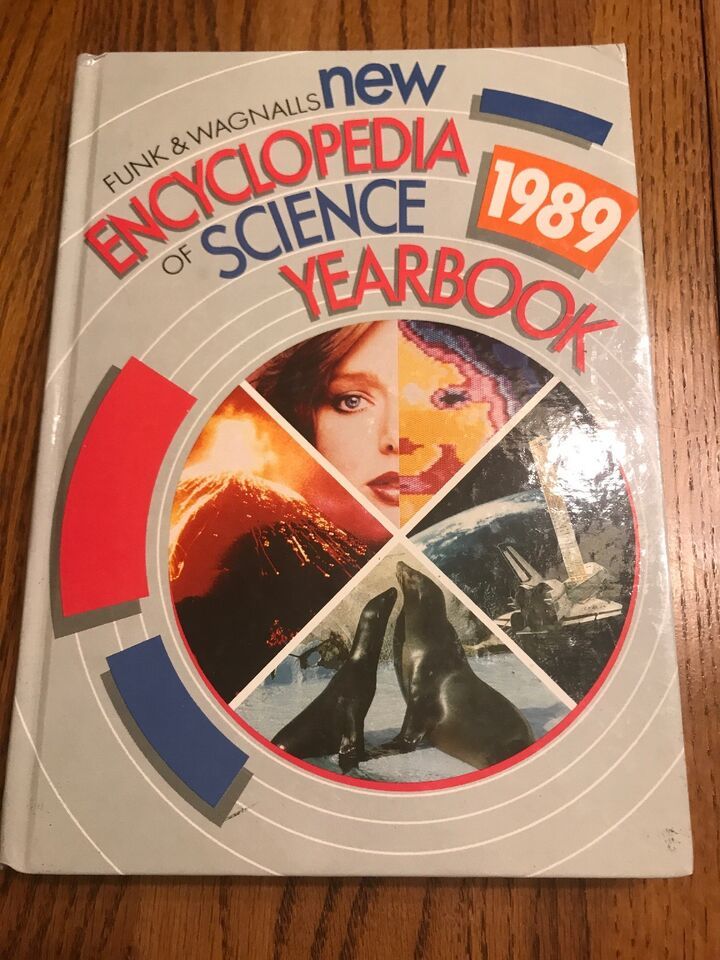 FUNK & WAGNALLS new
ENCYCLOPEDIA
OF SCIENCE
YEARBOOK
1989